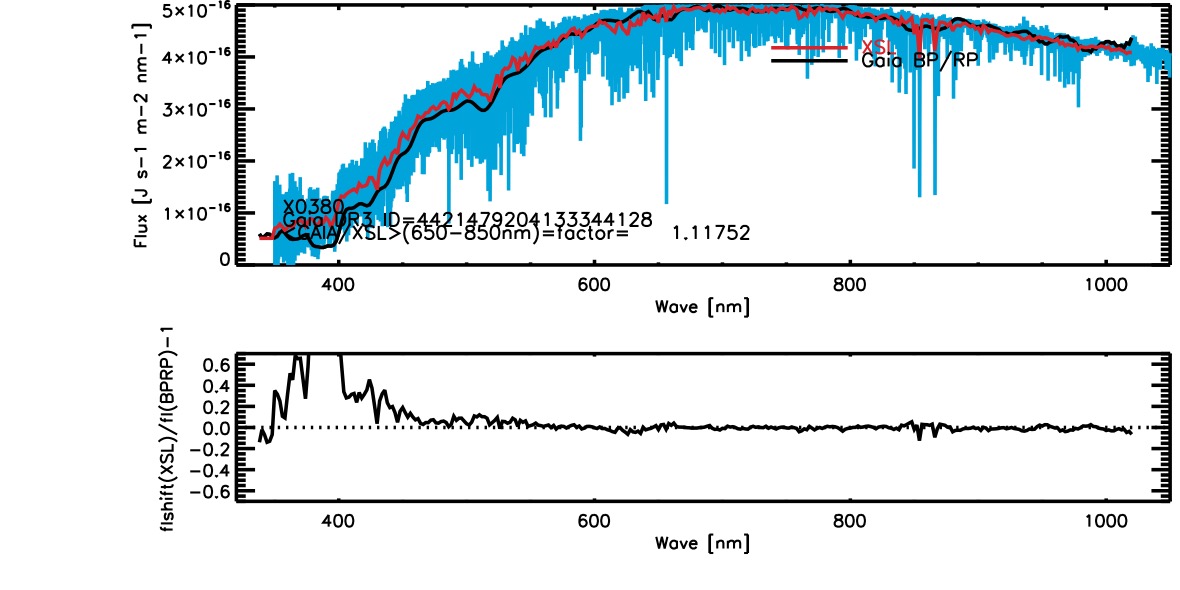 5×10−16
4×10−16
3×10−16
2×10−16
1×10−16
0
Flux [J s−1 m−2 nm−1]
XSL
Gaia BP/RP
X0380
Gaia DR3 ID=4421479204133344128
<GAIA/XSL>(650−850nm)=factor= 1.11752
400 600 800 1000
Wave [nm]
0.6
0.4
0.2
0.0
−0.2
−0.4
−0.6
flshift(XSL)/fl(BPRP)−1
400 600 800 1000
Wave [nm]